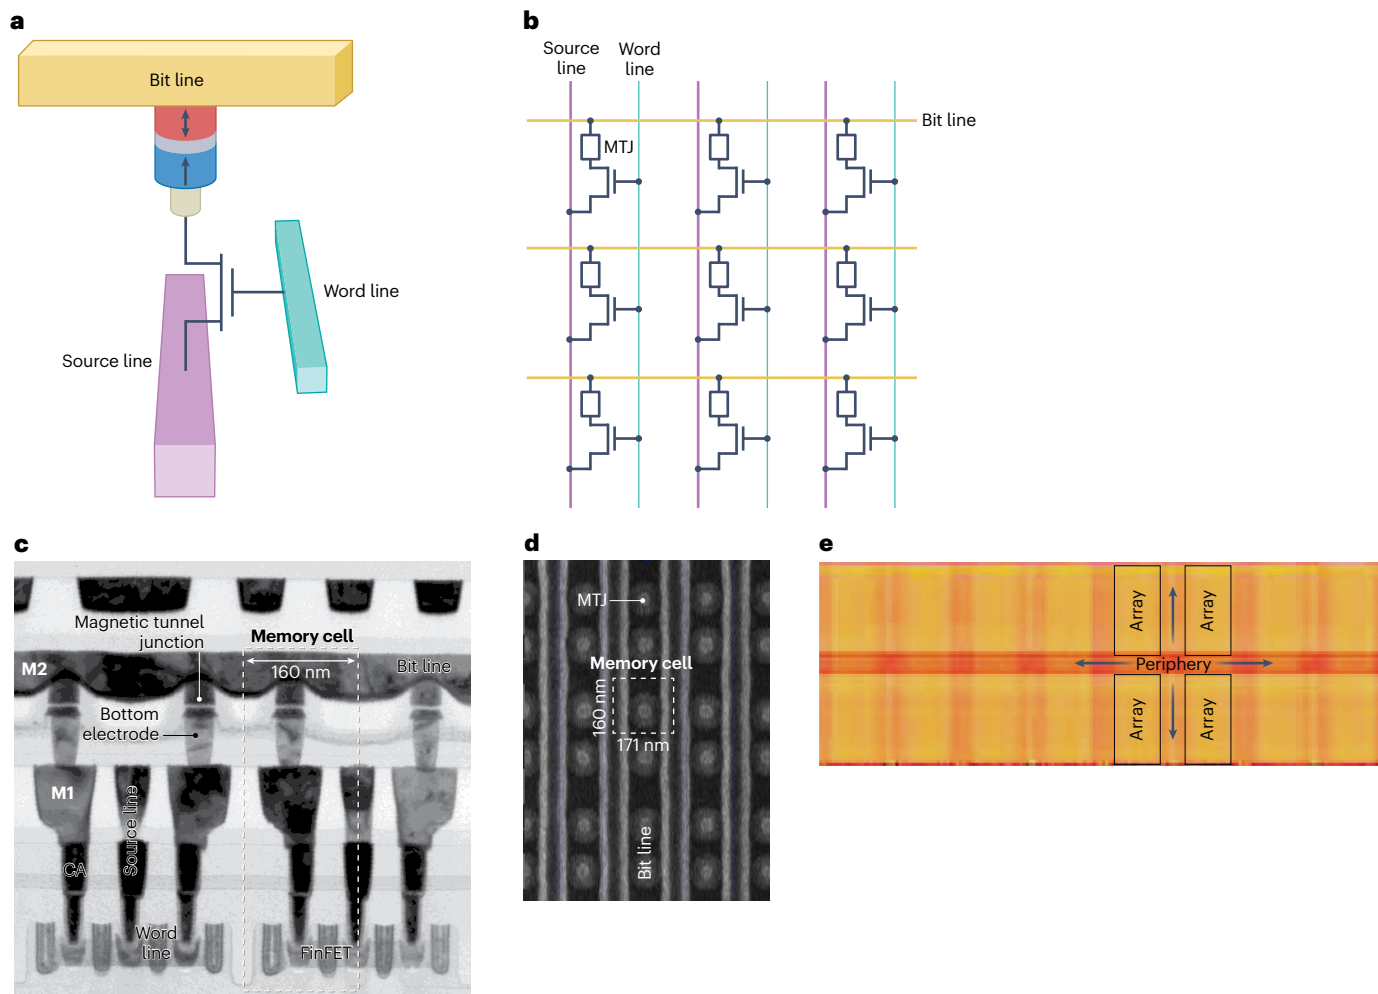 a
Bit line
Word line
Source line
b
Source
line
Word
line
Bit line
MTJ
c
Magnetic tunnel
junction
Memory cell
160 nm
M2
Bit line
Bottom
electrode
M1
Source line
CA
Word
line
FinFET
d
MTJ
Memory cell
160 nm
171 nm
Bit line
e
Array
Array
Periphery
Array
Array